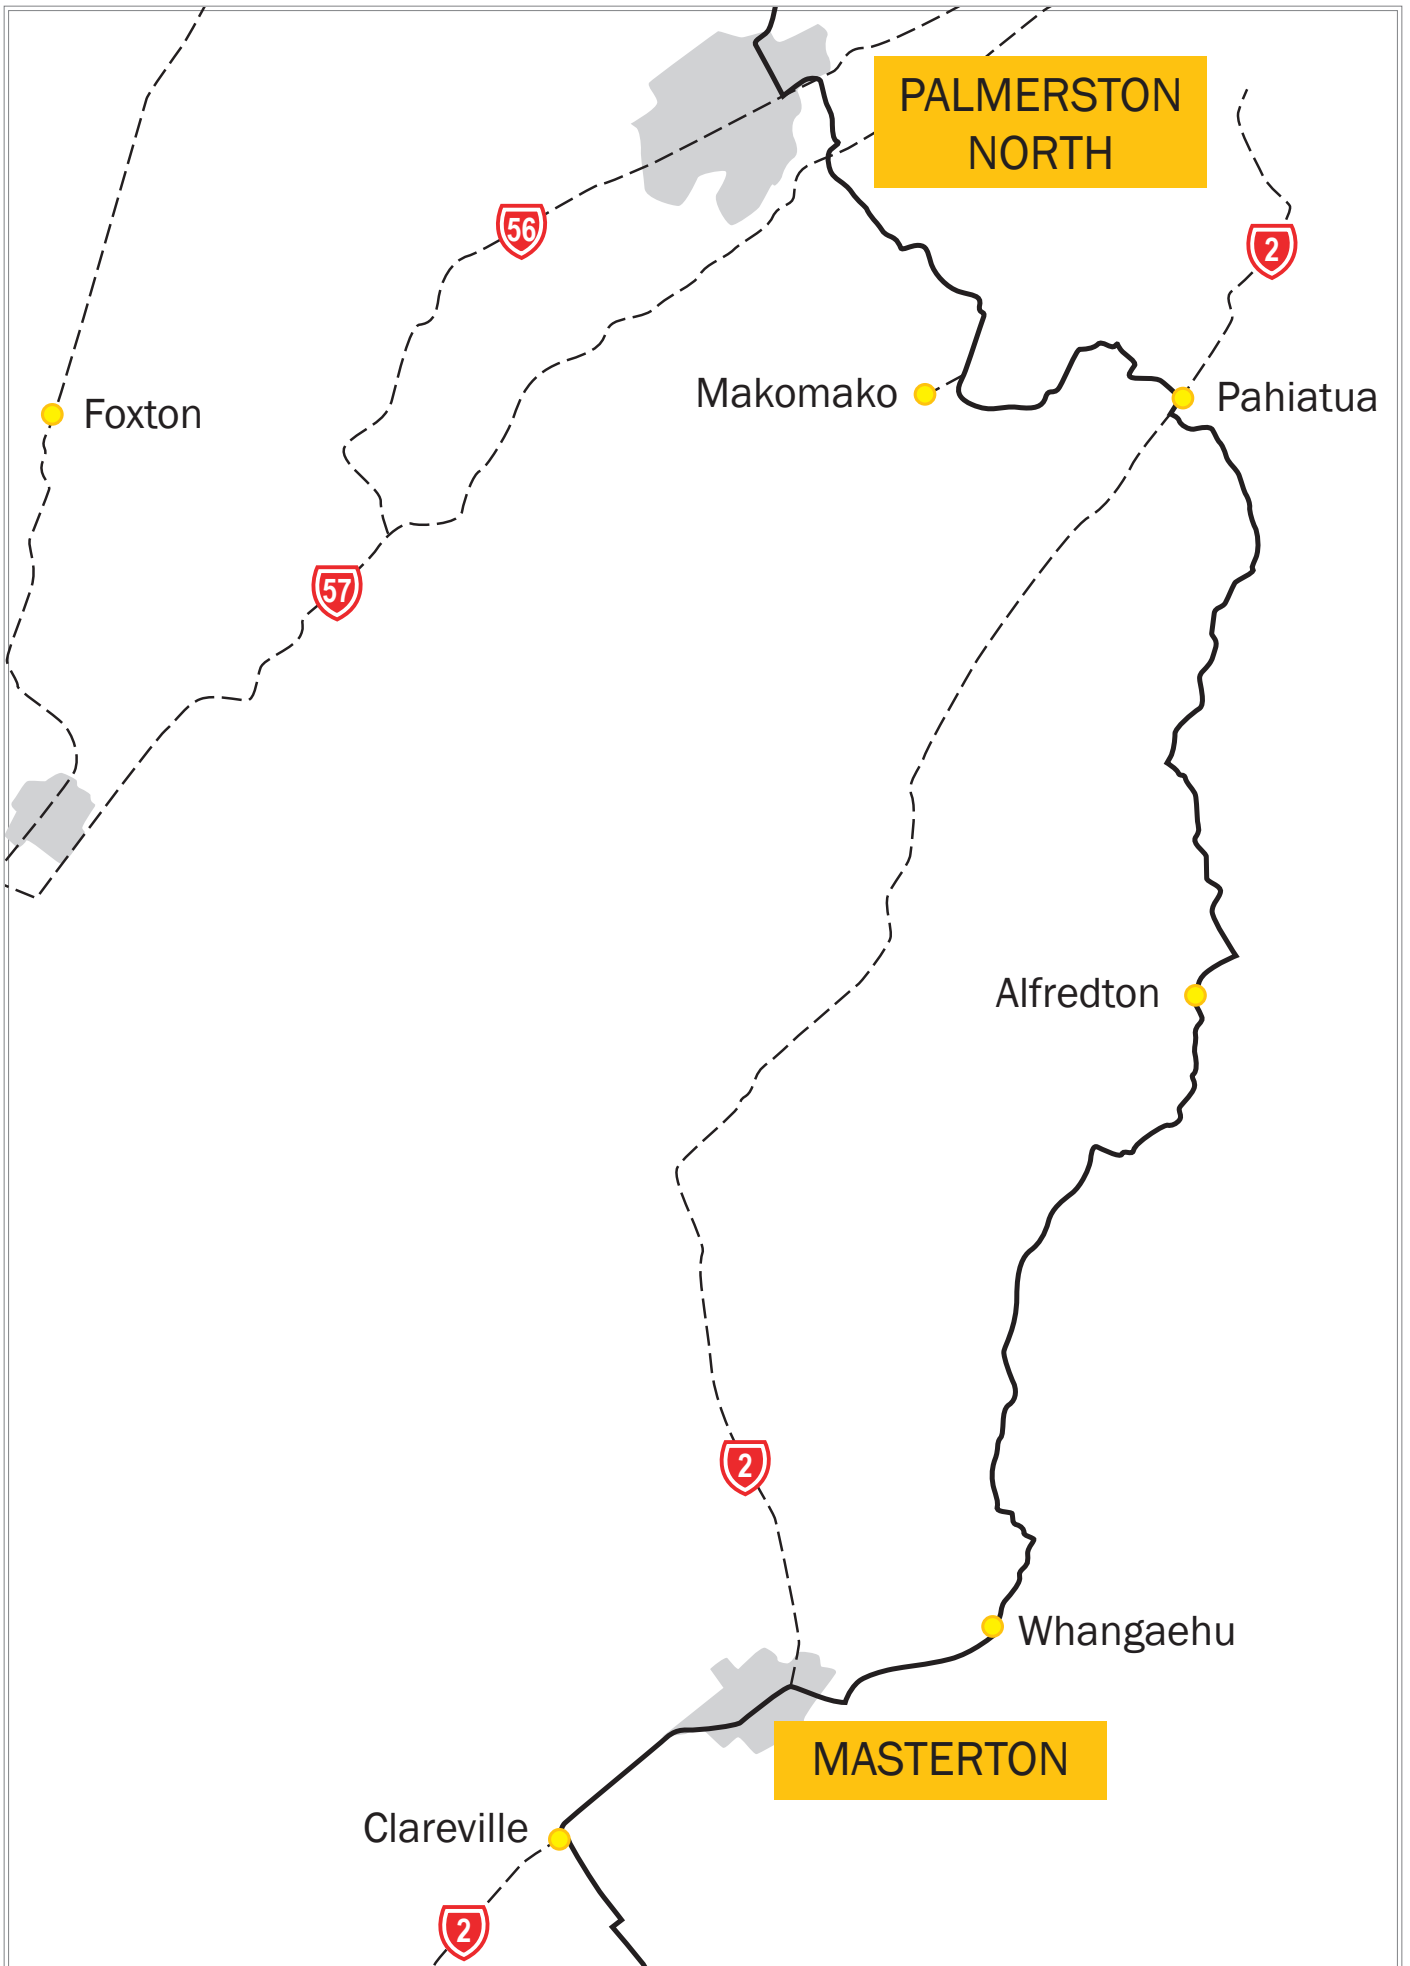 PALMERSTON
NORTH
56
2
Makomako
Pahiatua
Foxton
57
Alfredton
2
Whangaehu
MASTERTON
Clareville
2